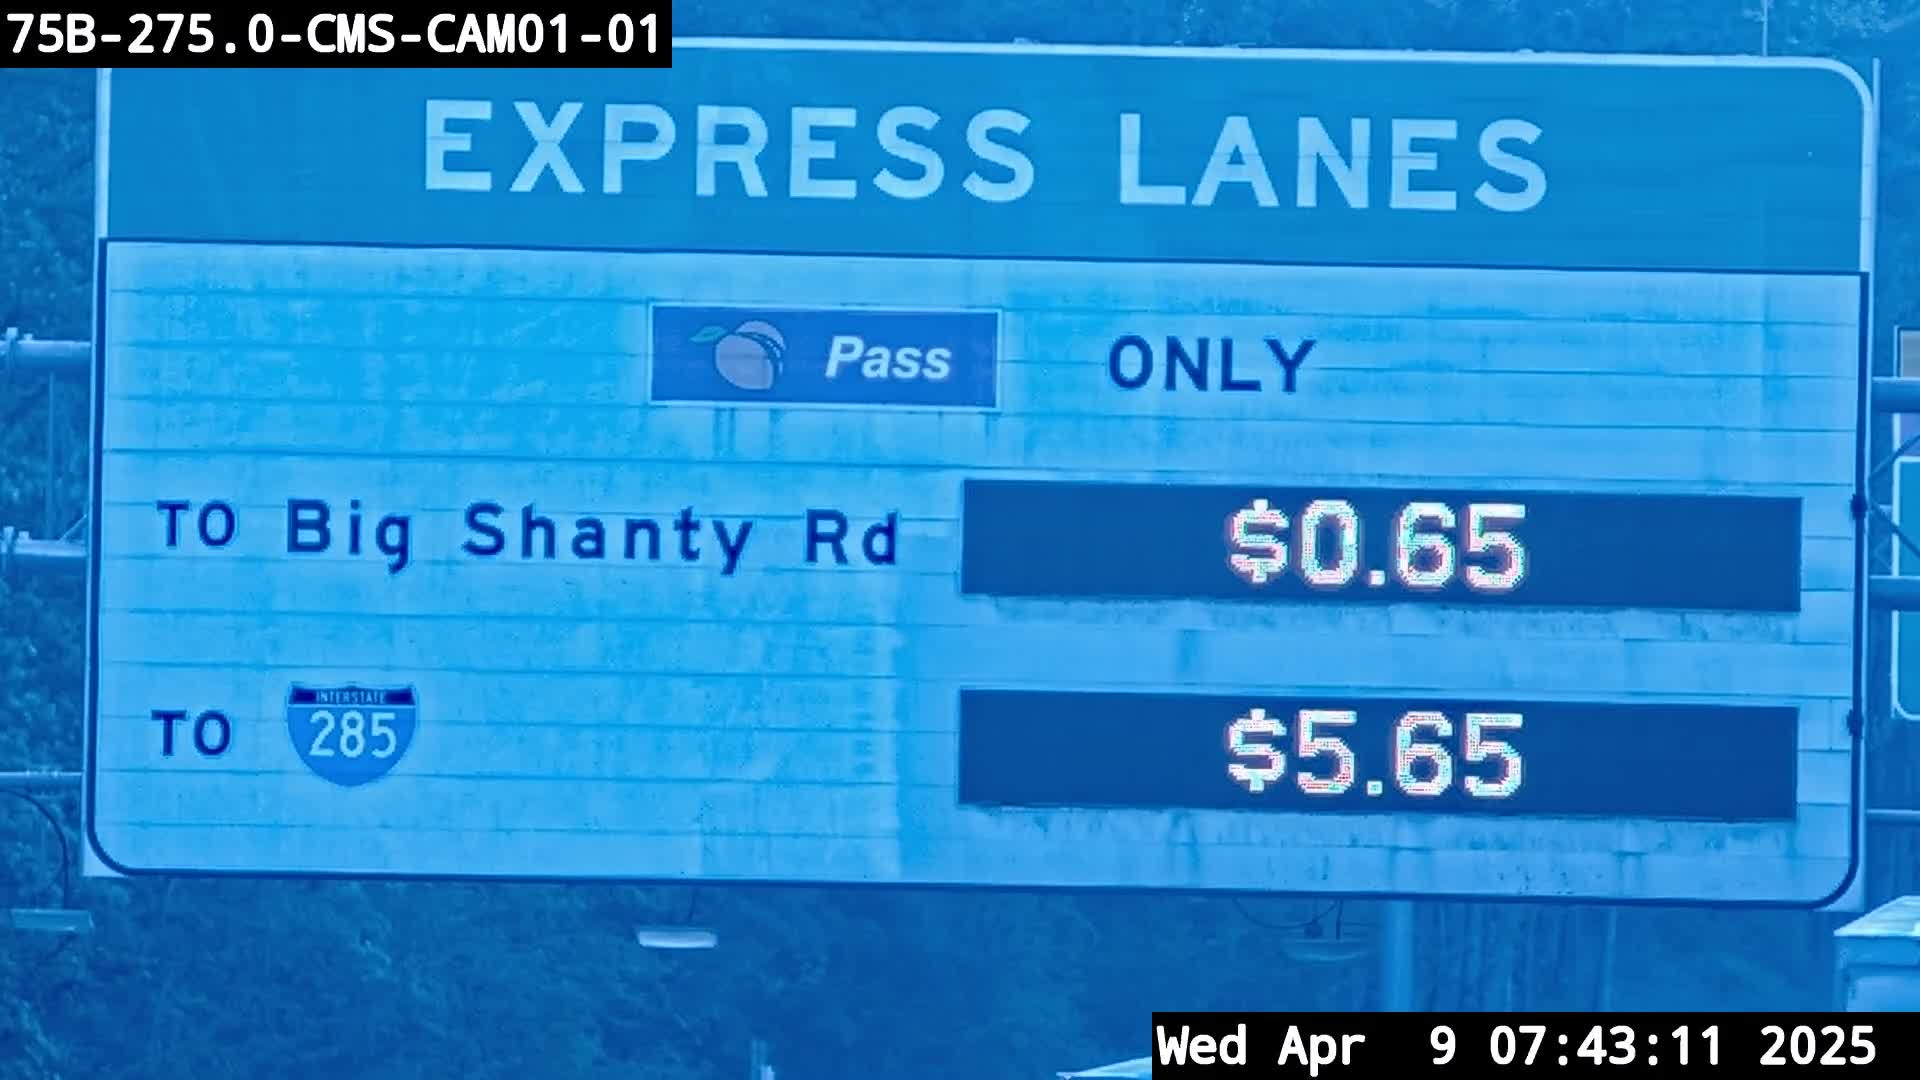 75B-275.0-CMS-CAM01-01
EXPRESS LANES
Pass ONLY
TO Big Shanty Rd $0.65
INTERSTATE
TO 285 $5.65
Wed Apr 9 07:43:11 2025